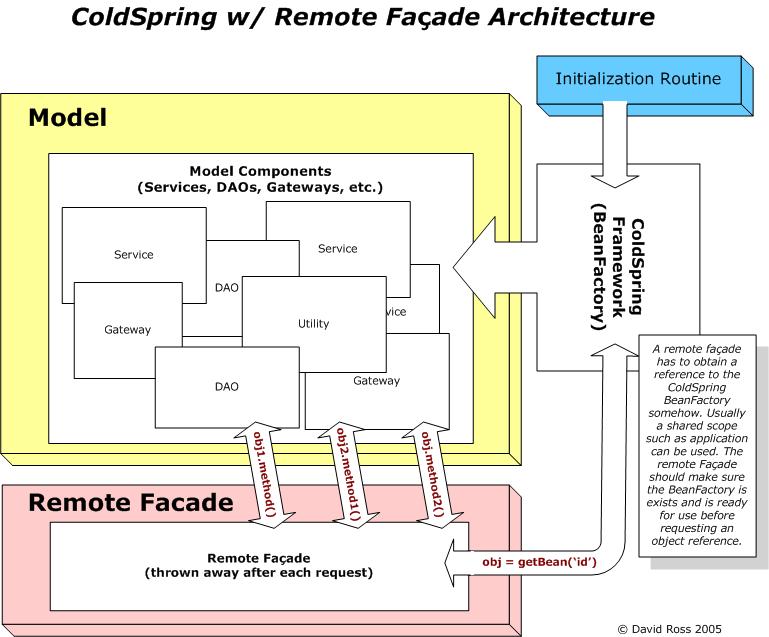 ColdSpring w/ Remote Façade Architecture
Initialization Routine
Model
Model Components
(Services, DAOs, Gateways, etc.)
Service
Service
DAO
vice
Gateway
Utility
DAO
Gateway
ColdSpring
Framework
(BeanFactory)
A remote façade
has to obtain a
reference to the
ColdSpring
BeanFactory
somehow. Usually
a shared scope
such as application
can be used. The
remote Façade
should make sure
the BeanFactory is
exists and is ready
for use before
requesting an
object reference.
obj1.method()
obj2.method1()
obj.method2()
Remote Facade
Remote Façade
(thrown away after each request)
obj = getBean(‘id’)
© David Ross 2005